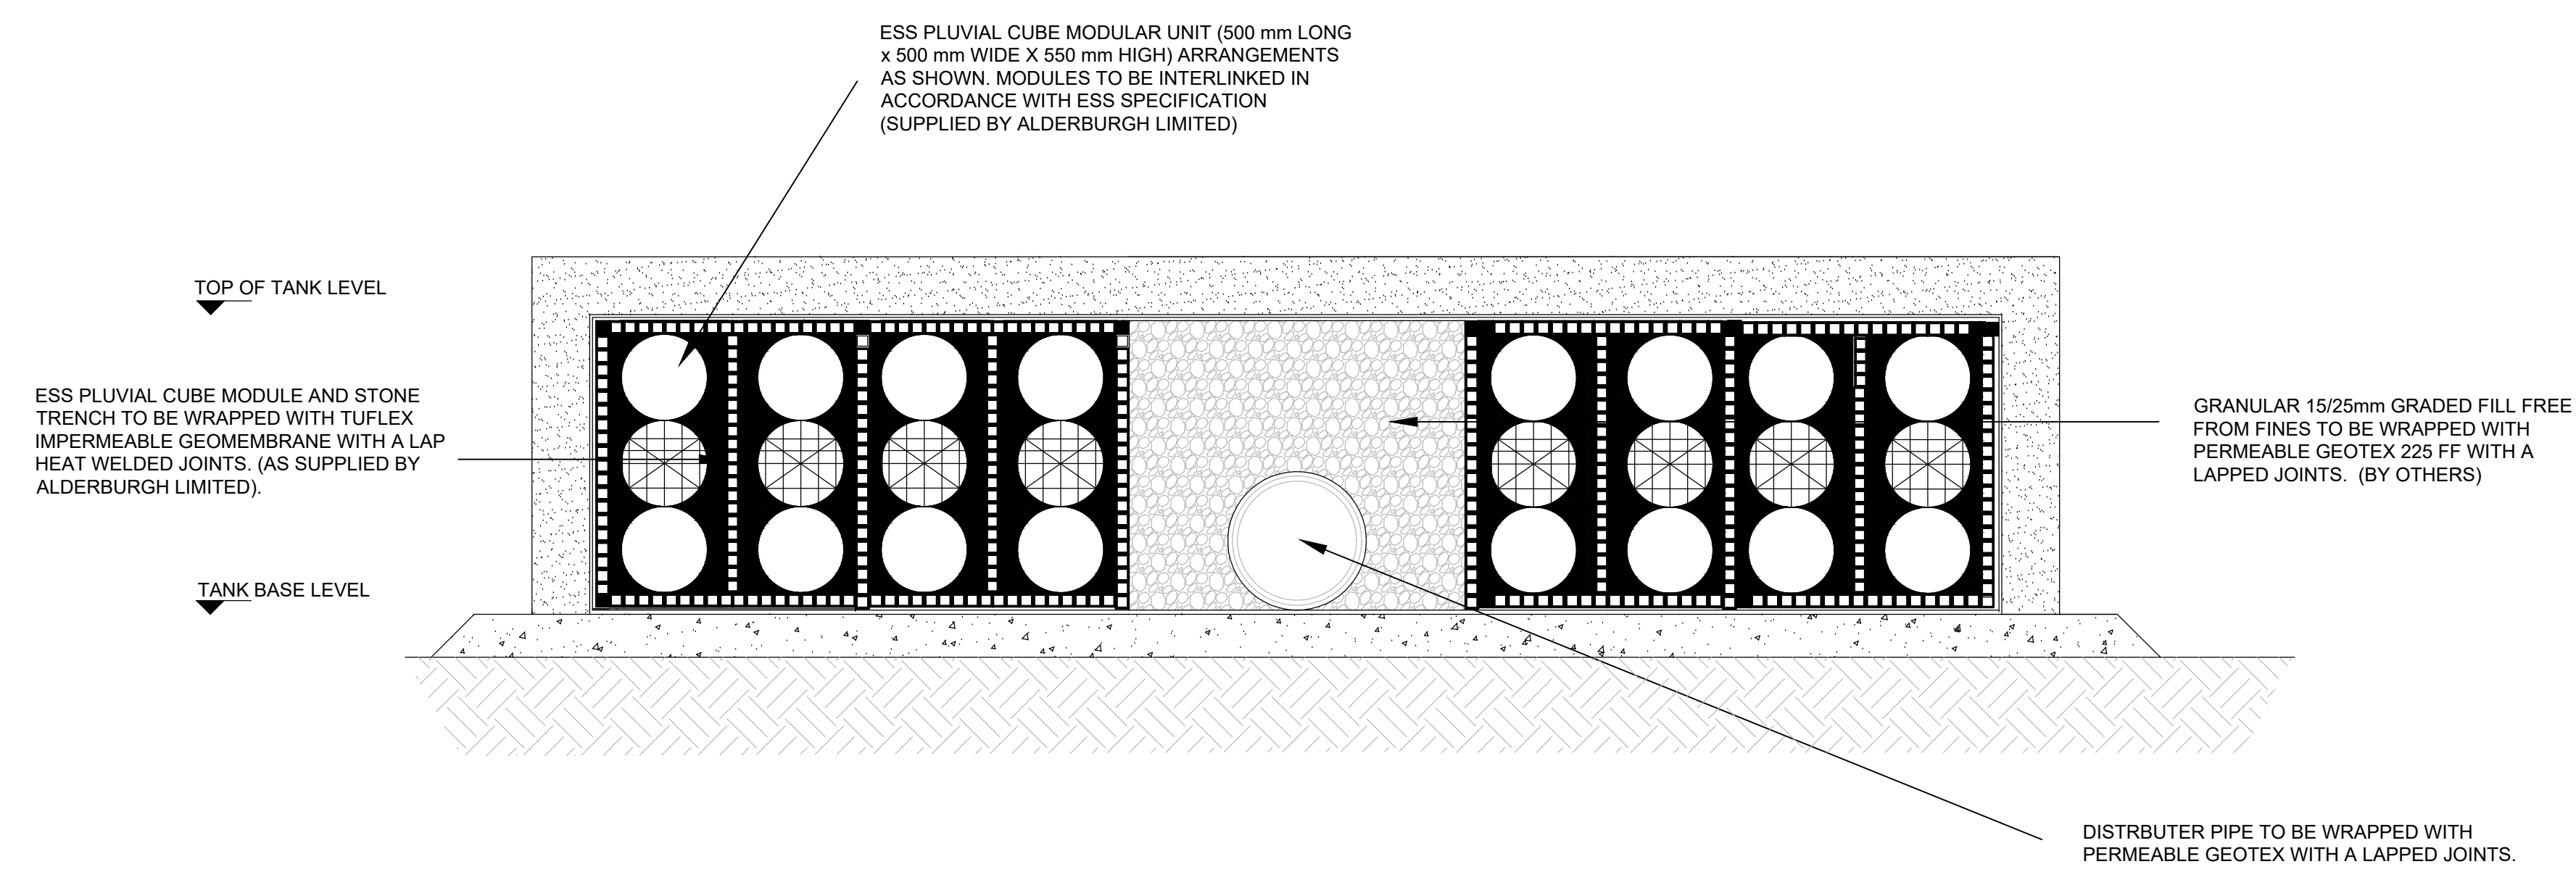 ESS PLUVIAL CUBE MODULAR UNIT (500 mm LONG
x 500 mm WIDE X 550 mm HIGH) ARRANGEMENTS
AS SHOWN. MODULES TO BE INTERLINKED IN
ACCORDANCE WITH ESS SPECIFICATION
(SUPPLIED BY ALDERBURGH LIMITED)
TOP OF TANK LEVEL
ESS PLUVIAL CUBE MODULE AND STONE
TRENCH TO BE WRAPPED WITH TUFLEX
IMPERMEABLE GEOMEMBRANE WITH A LAP
HEAT WELDED JOINTS. (AS SUPPLIED BY
ALDERBURGH LIMITED).
GRANULAR 15/25mm GRADED FILL FREE
FROM FINES TO BE WRAPPED WITH
PERMEABLE GEOTEX 225 FF WITH A
LAPPED JOINTS. (BY OTHERS)
TANK BASE LEVEL
DISTRBUTER PIPE TO BE WRAPPED WITH
PERMEABLE GEOTEX WITH A LAPPED JOINTS.